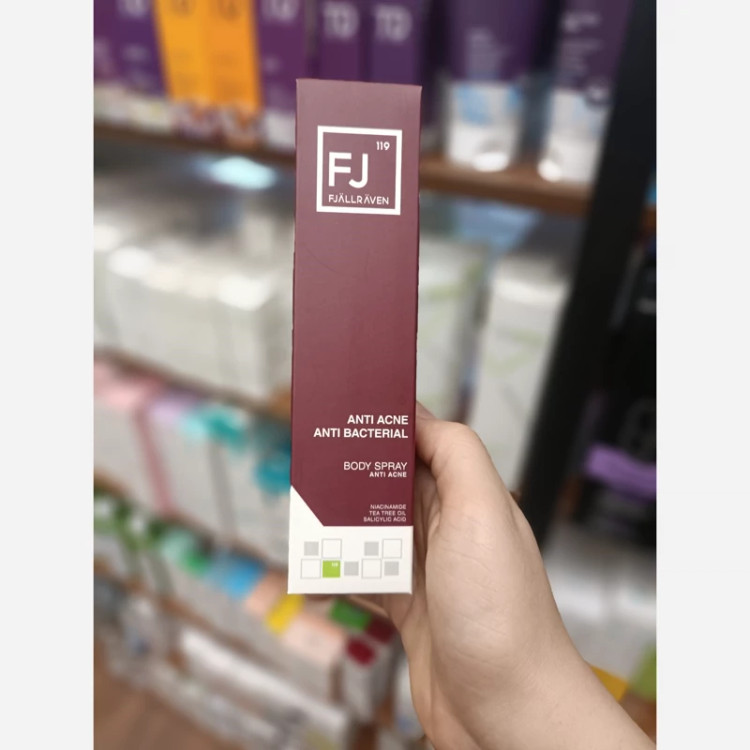 119
FJ
FJÄLLRÄVEN
ANTI ACNE
ANTI BACTERIAL
BODY SPRAY
ANTI ACNE
NIACINAMIDE
TEA TREE OIL
SALICYLIC ACID